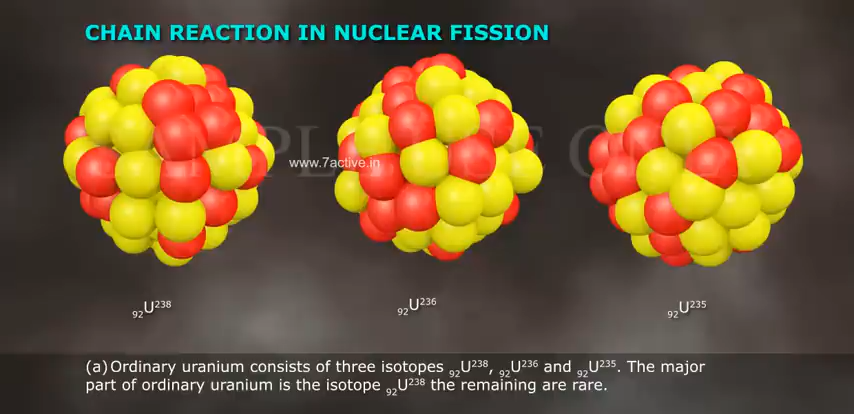 CHAIN REACTION IN NUCLEAR FISSION
www.7active.in
₉₂U²³⁸
₉₂U²³⁶
₉₂U²³⁵
(a) Ordinary uranium consists of three isotopes ₉₂U²³⁸, ₉₂U²³⁶ and ₉₂U²³⁵. The major
part of ordinary uranium is the isotope ₉₂U²³⁸ the remaining are rare.